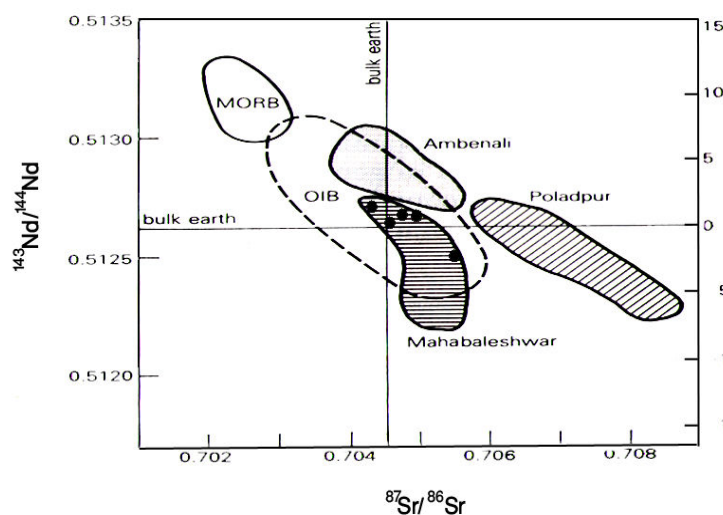 0.5135
15
bulk earth
MORB
10
0.5130
Ambenali
5
OIB
Poladpur
bulk earth
0
¹⁴³Nd/¹⁴⁴Nd
0.5125
5
Mahabaleshwar
0.5120
0.702
0.704
0.706
0.708
⁸⁷Sr/⁸⁶Sr